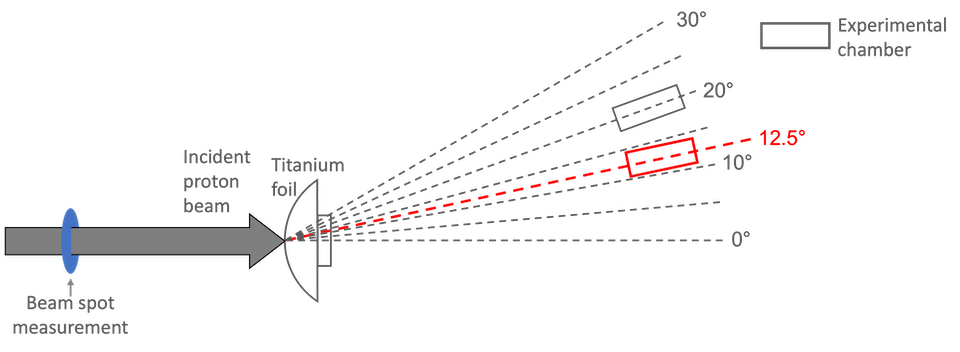 30°
Experimental
chamber
20°
12.5°
Incident
proton
beam
Titanium
foil
10°
0°
Beam spot
measurement